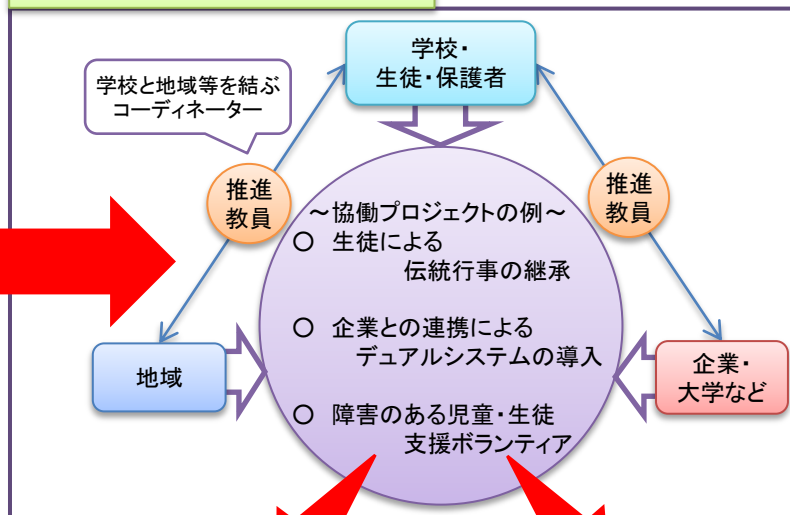 学校・
生徒・保護者
学校と地域等を結ぶ
コーディネーター
推進
教員
推進
教員
～協働プロジェクトの例～
○ 生徒による
伝統行事の継承
○ 企業との連携による
デュアルシステムの導入
○ 障害のある児童・生徒
支援ボランティア
地域
企業・
大学など